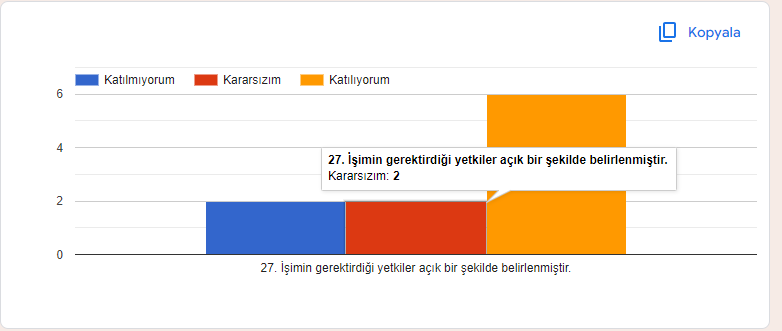 Kopyala
Katılmıyorum Kararsızım Katılıyorum
6
4
27. İşimin gerektirdiği yetkiler açık bir şekilde belirlenmiştir.
Kararsızım: 2
2
0
27. İşimin gerektirdiği yetkiler açık bir şekilde belirlenmiştir.